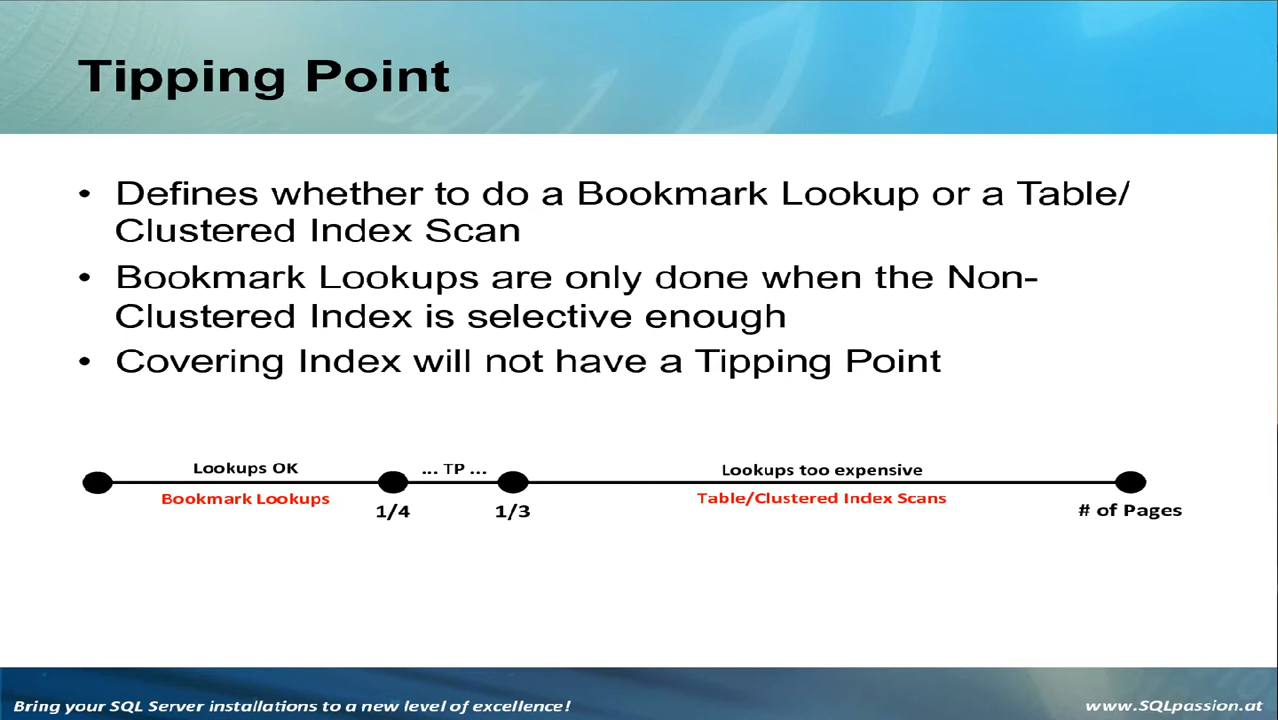 Tipping Point
• Defines whether to do a Bookmark Lookup or a Table/
Clustered Index Scan
• Bookmark Lookups are only done when the Non-
Clustered Index is selective enough
• Covering Index will not have a Tipping Point
Lookups OK
... TP ...
Lookups too expensive
Bookmark Lookups
Table/Clustered Index Scans
1/4
1/3
# of Pages
Bring your SQL Server installations to a new level of excellence!
www.SQLpassion.at